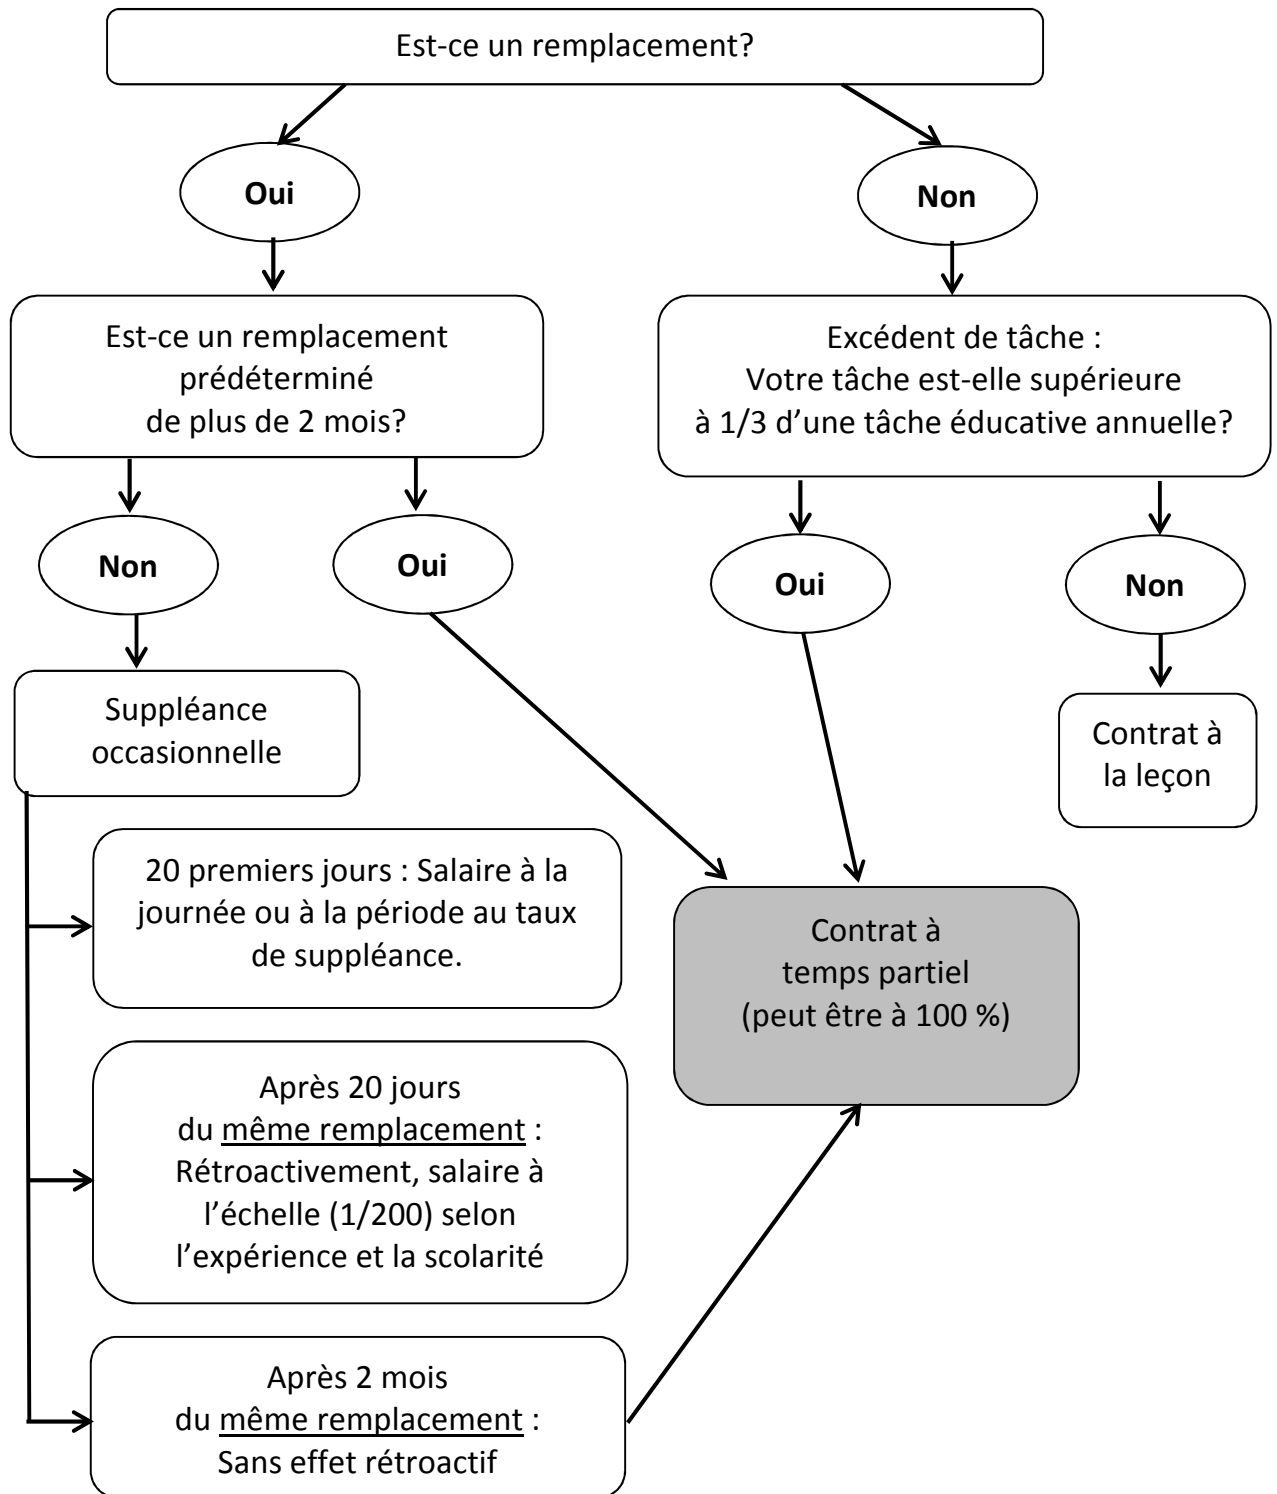 Est-ce un remplacement?
Oui
Non
Est-ce un remplacement
prédéterminé
de plus de 2 mois?
Excédent de tâche :
Votre tâche est-elle supérieure
à 1/3 d’une tâche éducative annuelle?
Non
Oui
Oui
Non
Suppléance
occasionnelle
Contrat à
la leçon
20 premiers jours : Salaire à la
journée ou à la période au taux
de suppléance.
Contrat à
temps partiel
(peut être à 100 %)
Après 20 jours
du même remplacement :
Rétroactivement, salaire à
l’échelle (1/200) selon
l’expérience et la scolarité
Après 2 mois
du même remplacement :
Sans effet rétroactif